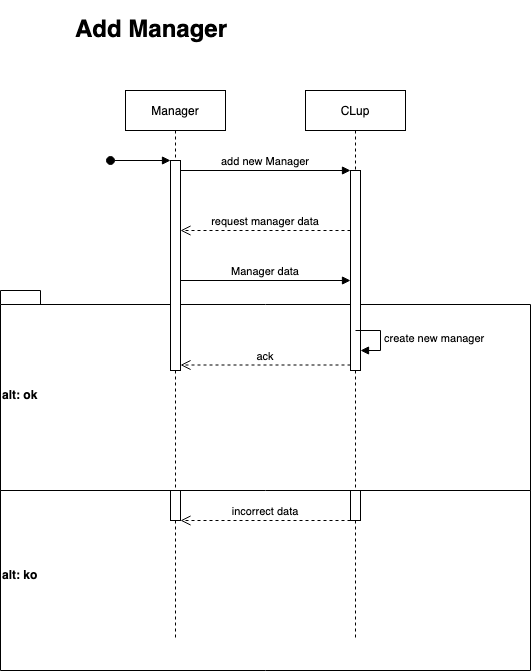 Add Manager
Manager
CLup
add new Manager
request manager data
Manager data
create new manager
ack
alt: ok
incorrect data
alt: ko